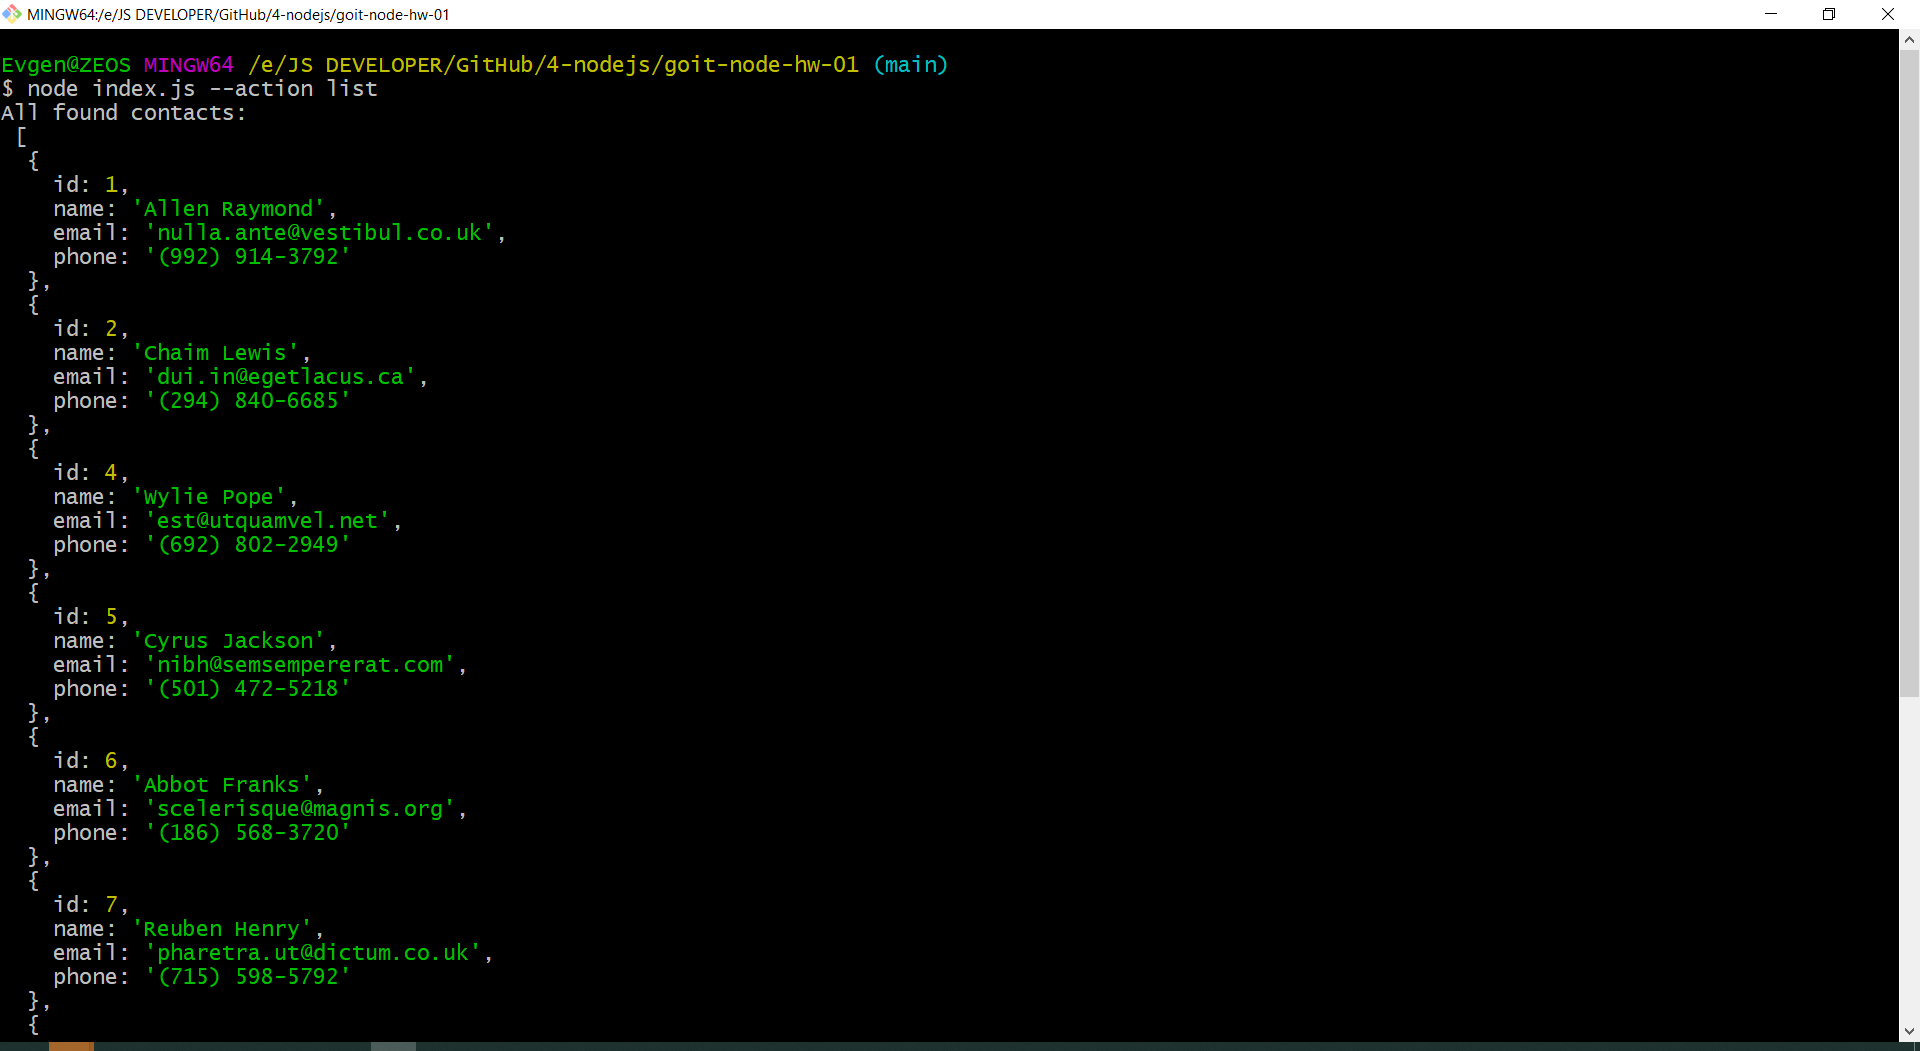 MINGW64:/e/JS DEVELOPER/GitHub/4-nodejs/goit-node-hw-01
Evgen@ZEOS MINGW64 /e/JS DEVELOPER/GitHub/4-nodejs/goit-node-hw-01 (main)
$ node index.js --action list
All found contacts:
 [
  {
    id: 1,
    name: 'Allen Raymond',
    email: 'nulla.ante@vestibul.co.uk',
    phone: '(992) 914-3792'
  },
  {
    id: 2,
    name: 'Chaim Lewis',
    email: 'dui.in@egetlacus.ca',
    phone: '(294) 840-6685'
  },
  {
    id: 4,
    name: 'Wylie Pope',
    email: 'est@utquamvel.net',
    phone: '(692) 802-2949'
  },
  {
    id: 5,
    name: 'Cyrus Jackson',
    email: 'nibh@semsempererat.com',
    phone: '(501) 472-5218'
  },
  {
    id: 6,
    name: 'Abbot Franks',
    email: 'scelerisque@magnis.org',
    phone: '(186) 568-3720'
  },
  {
    id: 7,
    name: 'Reuben Henry',
    email: 'pharetra.ut@dictum.co.uk',
    phone: '(715) 598-5792'
  },
  {